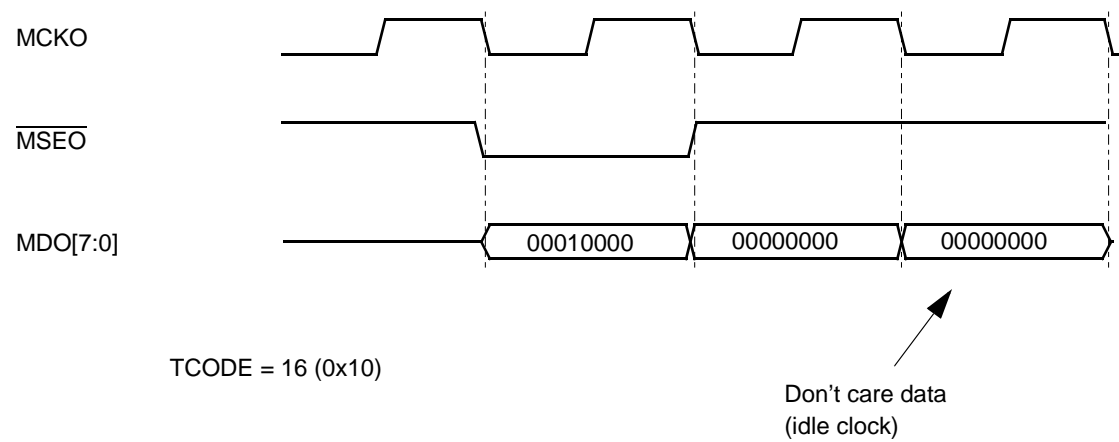 MCKO
MSEO
MDO[7:0]
00010000
00000000
00000000
TCODE = 16 (0x10)
Don't care data
(idle clock)